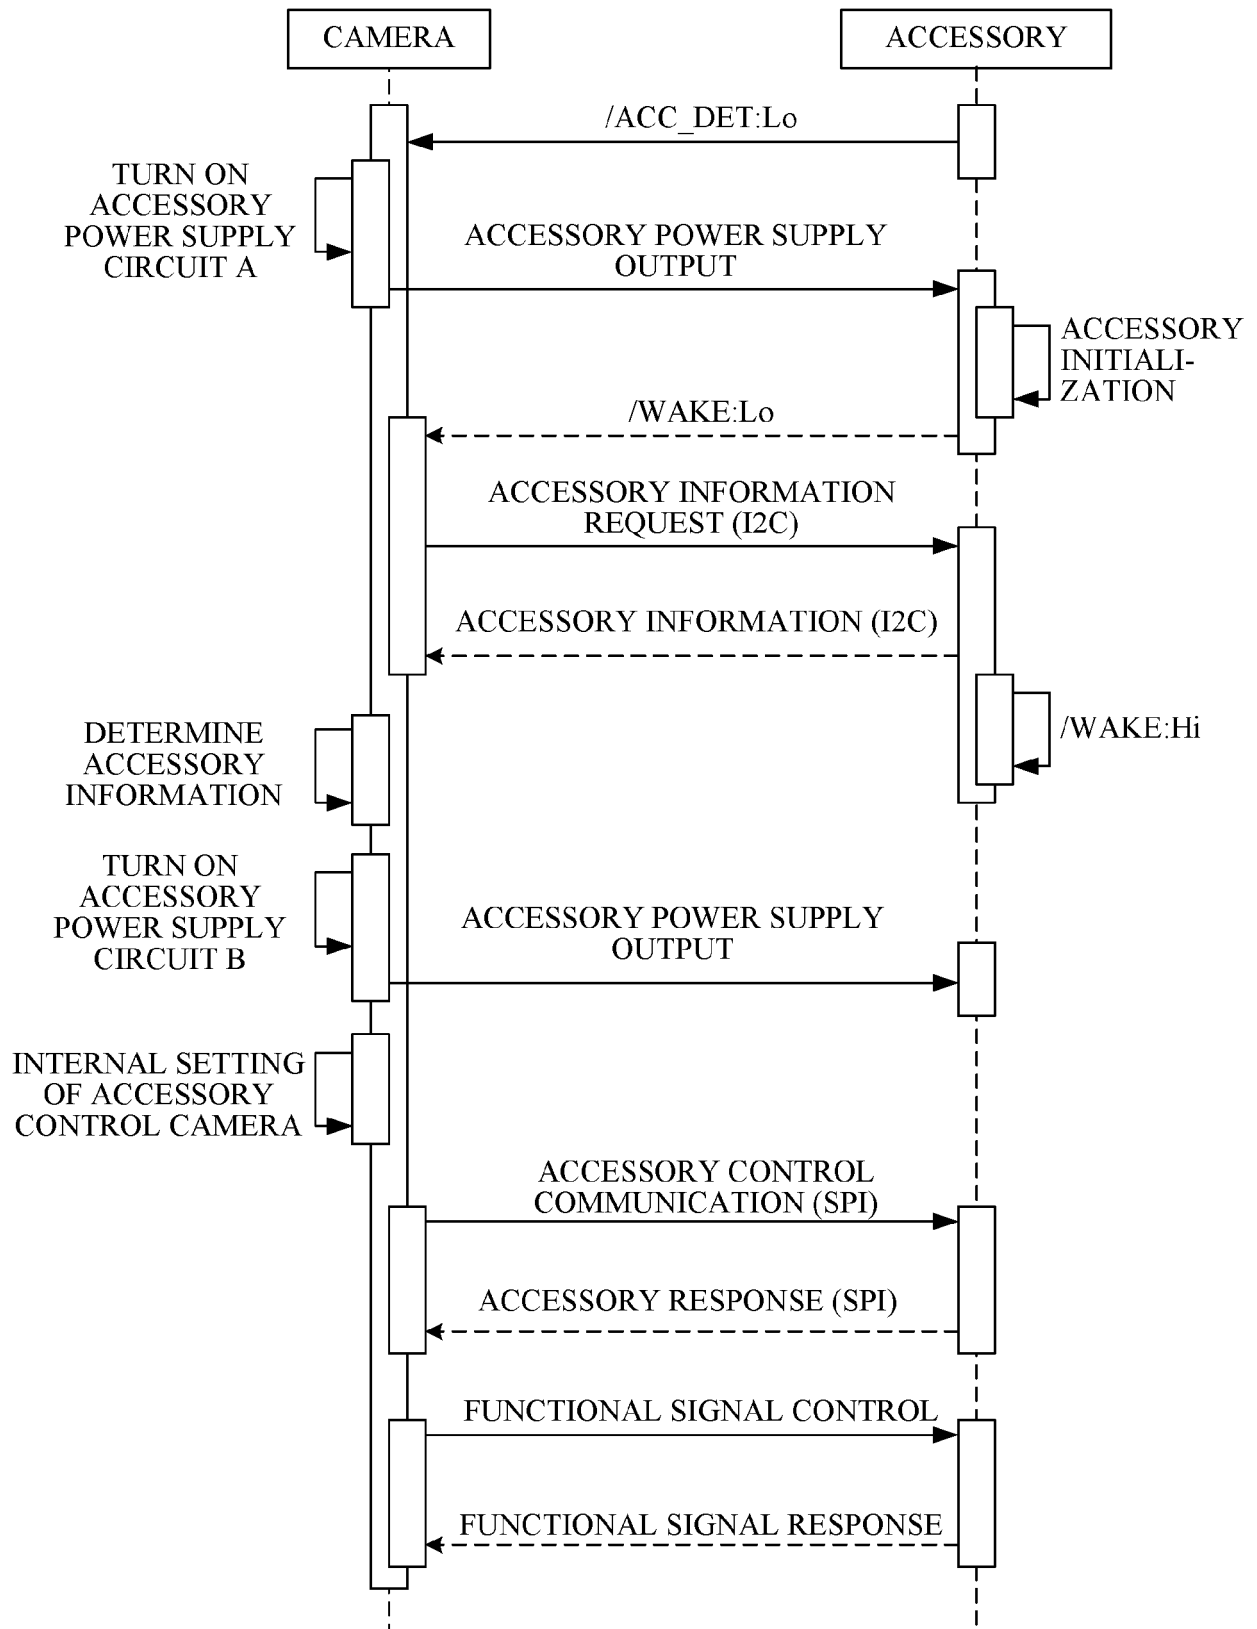 CAMERA
ACCESSORY
/ACC_DET:Lo
TURN ON
ACCESSORY
POWER SUPPLY
CIRCUIT A
ACCESSORY POWER SUPPLY
OUTPUT
ACCESSORY
INITIALI-
ZATION
/WAKE:Lo
ACCESSORY INFORMATION
REQUEST (I2C)
ACCESSORY INFORMATION (I2C)
DETERMINE
ACCESSORY
INFORMATION
/WAKE:Hi
TURN ON
ACCESSORY
POWER SUPPLY
CIRCUIT B
ACCESSORY POWER SUPPLY
OUTPUT
INTERNAL SETTING
OF ACCESSORY
CONTROL CAMERA
ACCESSORY CONTROL
COMMUNICATION (SPI)
ACCESSORY RESPONSE (SPI)
FUNCTIONAL SIGNAL CONTROL
FUNCTIONAL SIGNAL RESPONSE